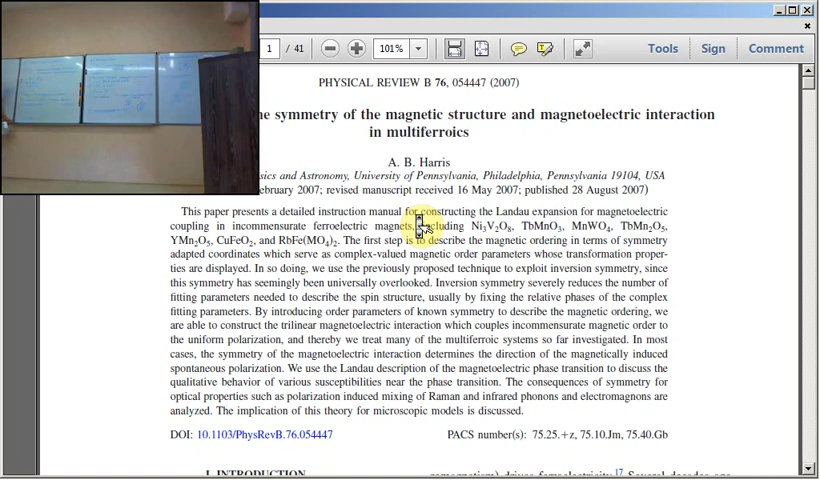 1 / 41 101% Tools Sign Comment
PHYSICAL REVIEW B 76, 054447 (2007)
the symmetry of the magnetic structure and magnetoelectric interaction
in multiferroics
A. B. Harris
Physics and Astronomy, University of Pennsylvania, Philadelphia, Pennsylvania 19104, USA
February 2007; revised manuscript received 16 May 2007; published 28 August 2007)
This paper presents a detailed instruction manual for constructing the Landau expansion for magnetoelectric
coupling in incommensurate ferroelectric magnets, including Ni3V2O8, TbMnO3, MnWO4, TbMn2O5,
YMn2O5, CuFeO2, and RbFe(MO4)2. The first step is to describe the magnetic ordering in terms of symmetry
adapted coordinates which serve as complex-valued magnetic order parameters whose transformation proper-
ties are displayed. In so doing, we use the previously proposed technique to exploit inversion symmetry, since
this symmetry has seemingly been universally overlooked. Inversion symmetry severely reduces the number of
fitting parameters needed to describe the spin structure, usually by fixing the relative phases of the complex
fitting parameters. By introducing order parameters of known symmetry to describe the magnetic ordering, we
are able to construct the trilinear magnetoelectric interaction which couples incommensurate magnetic order to
the uniform polarization, and thereby we treat many of the multiferroic systems so far investigated. In most
cases, the symmetry of the magnetoelectric interaction determines the direction of the magnetically induced
spontaneous polarization. We use the Landau description of the magnetoelectric phase transition to discuss the
qualitative behavior of various susceptibilities near the phase transition. The consequences of symmetry for
optical properties such as polarization induced mixing of Raman and infrared phonons and electromagnons are
analyzed. The implication of this theory for microscopic models is discussed.
DOI: 10.1103/PhysRevB.76.054447 PACS number(s): 75.25.+z, 75.10.Jm, 75.40.Gb
I. INTRODUCTION